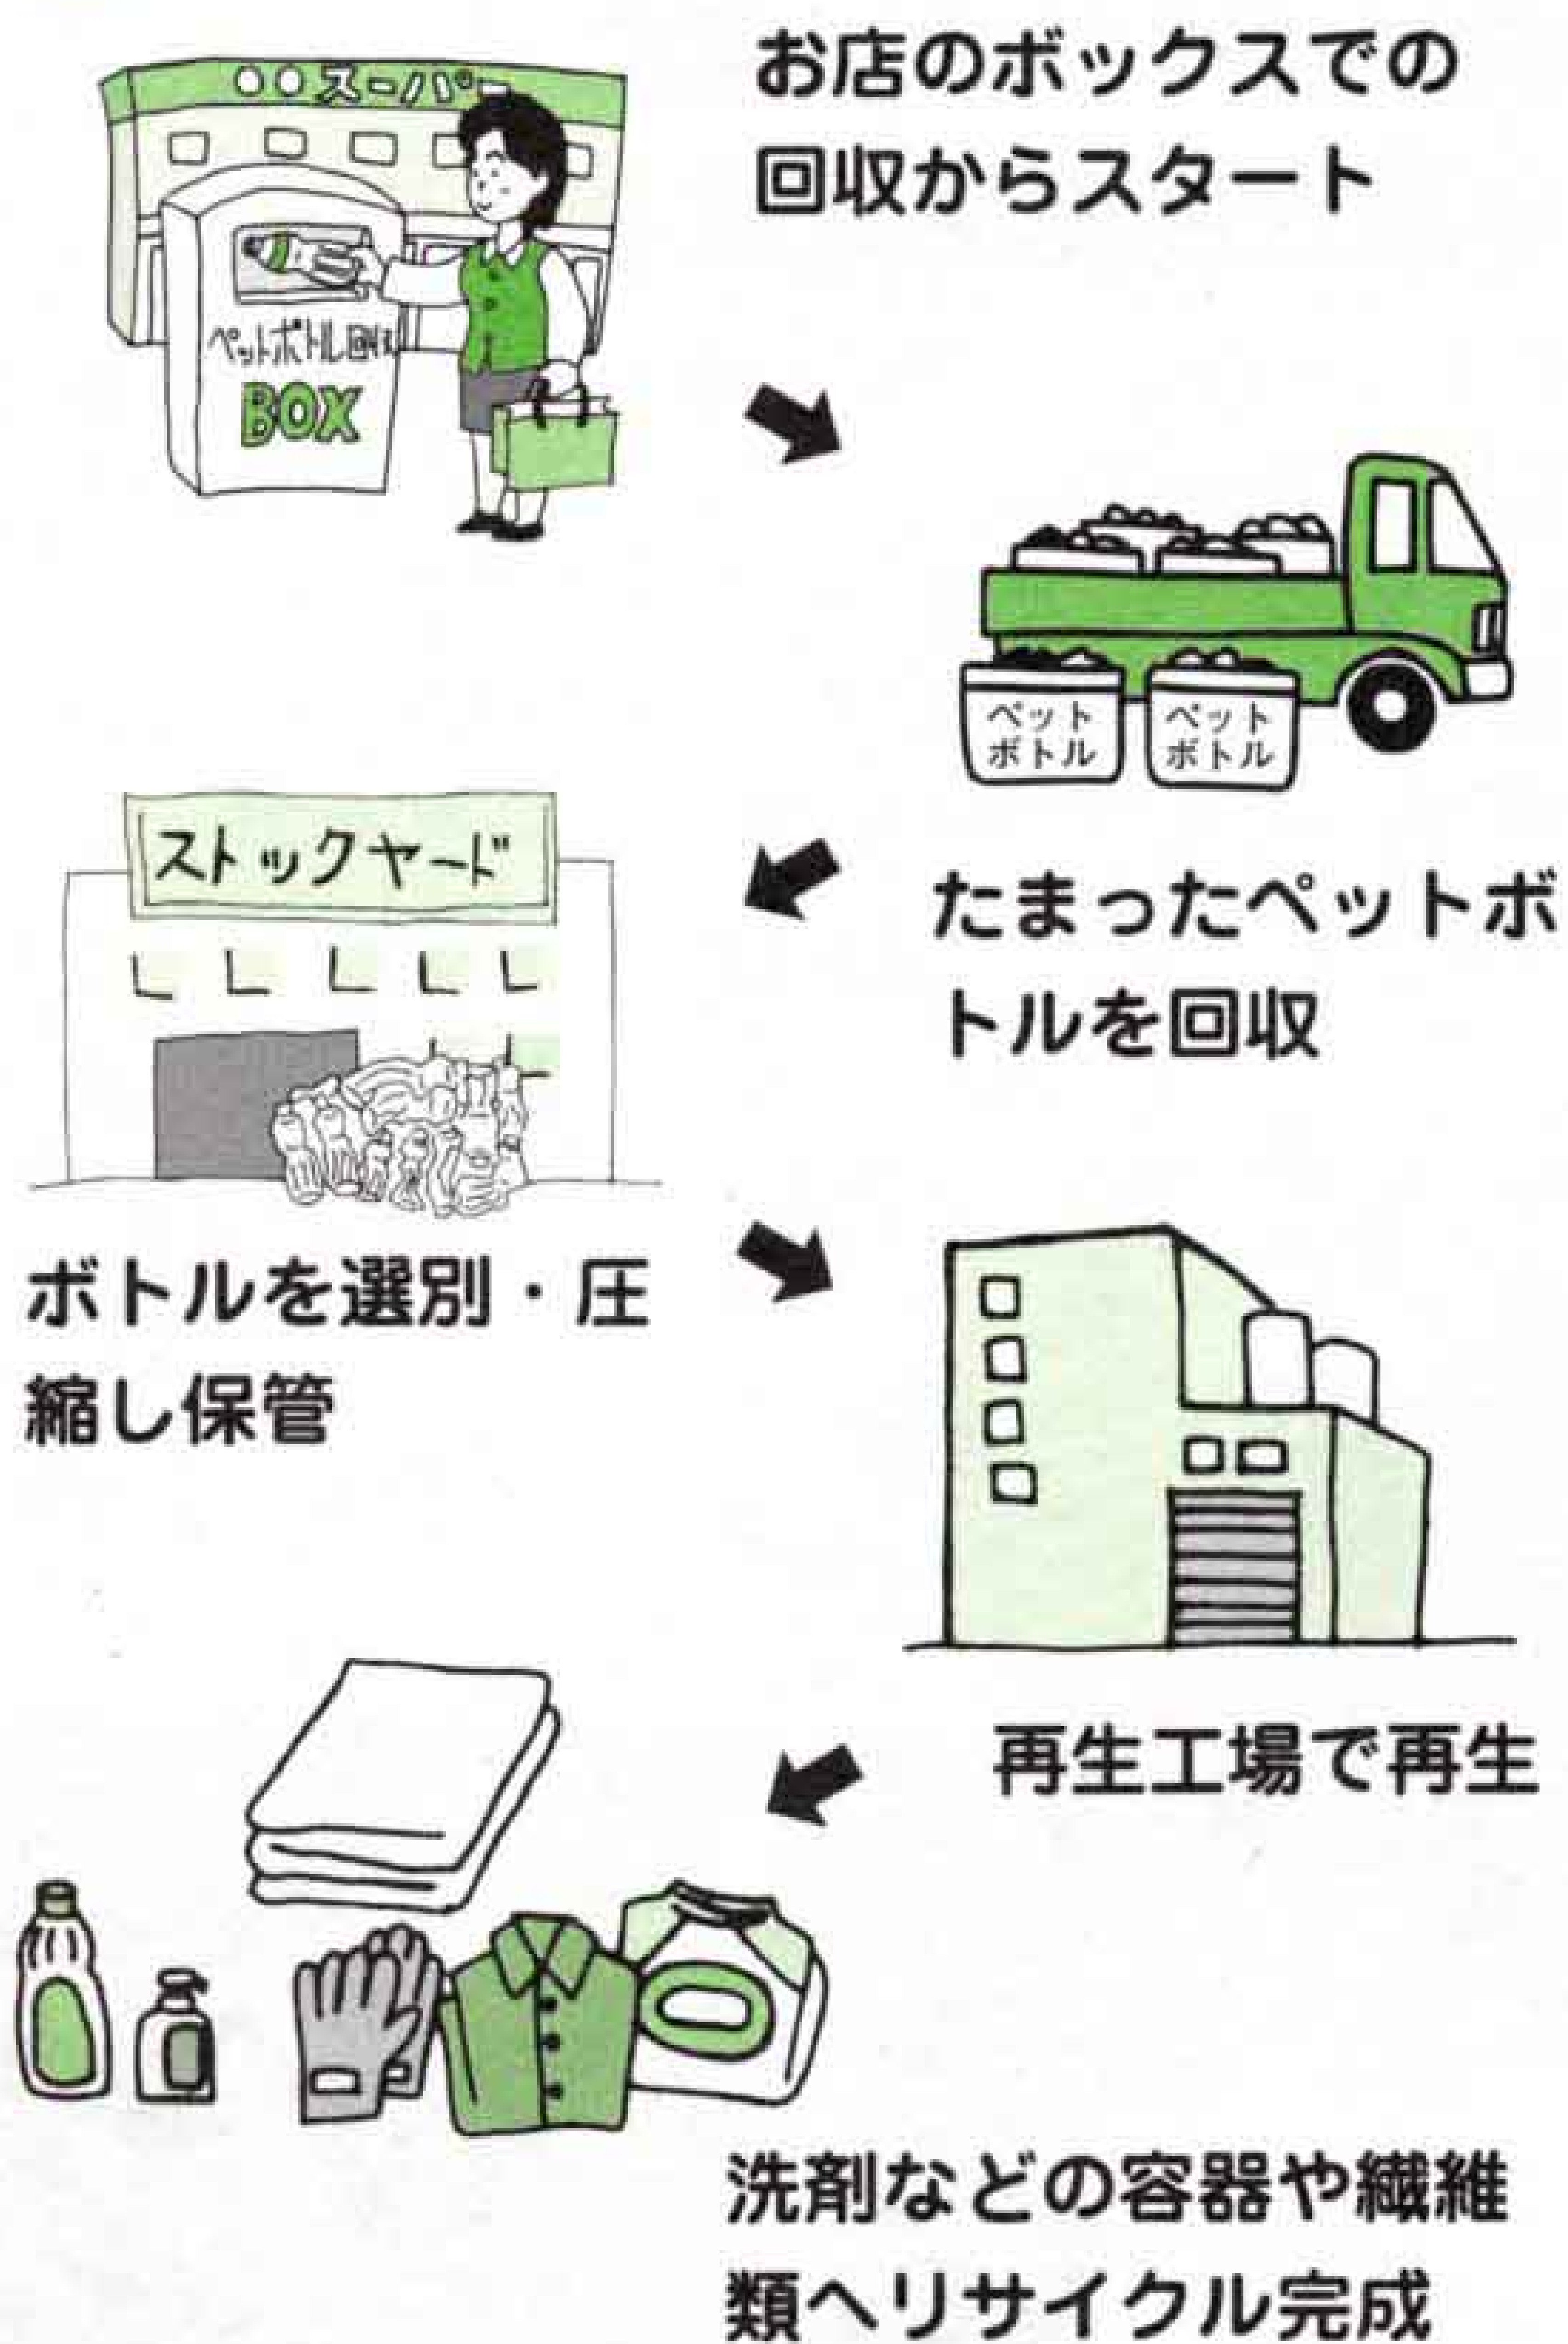 ○○スーパー
お店のボックスでの
回収からスタート
ペットボトル回収
BOX
ペット
ボトル
ペット
ボトル
ストックヤード
たまったペットボ
トルを回収
ボトルを選別・圧
縮し保管
再生工場で再生
洗剤などの容器や繊維
類へリサイクル完成